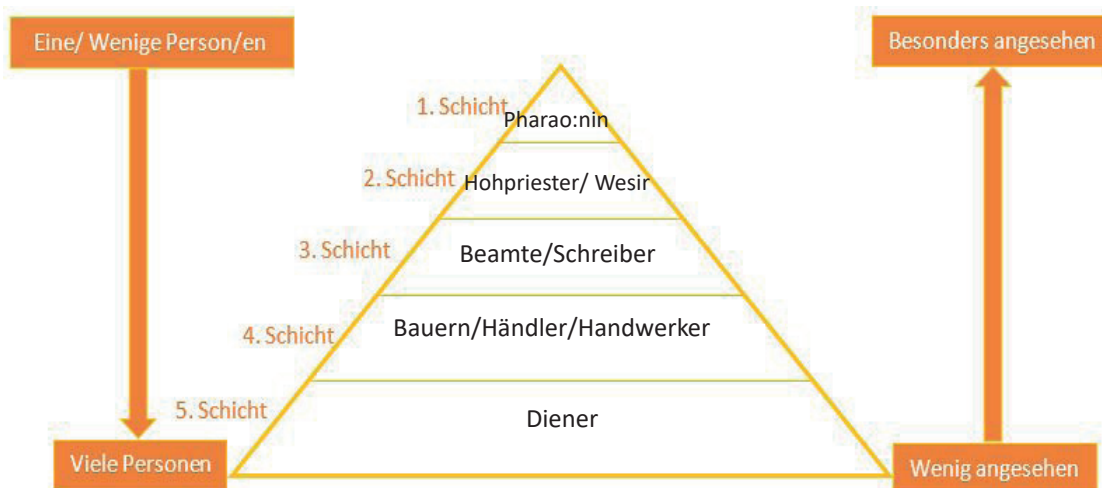 Eine/ Wenige Person/en
Besonders angesehen
1. Schicht
Pharao:nin
2. Schicht
Hohpriester/ Wesir
3. Schicht
Beamte/Schreiber
4. Schicht
Bauern/Händler/Handwerker
5. Schicht
Diener
Viele Personen
Wenig angesehen